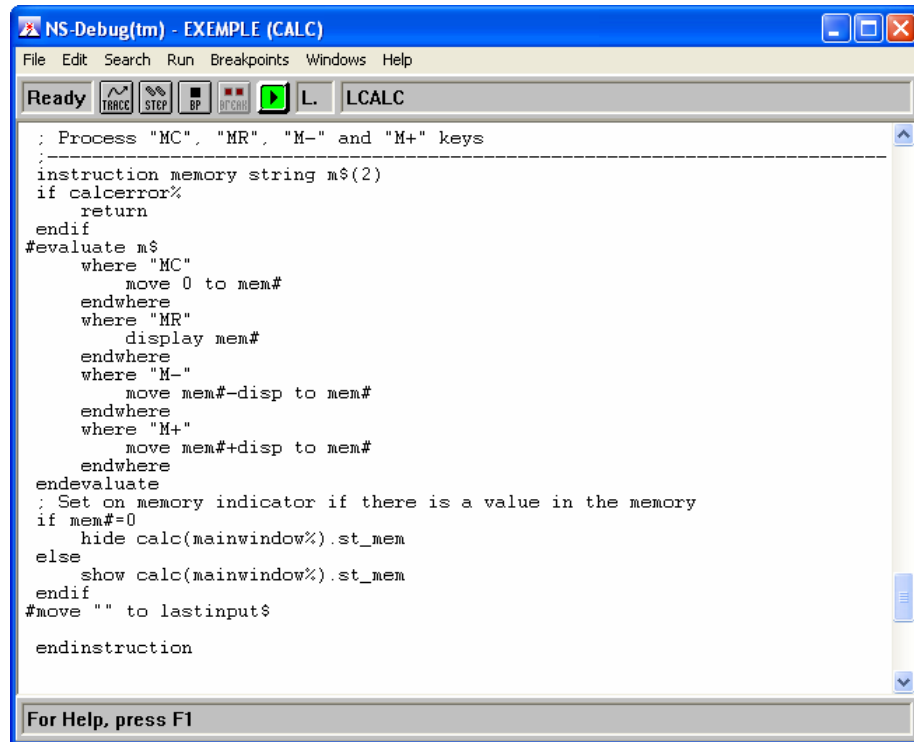 NS-Debug(tm) - EXEMPLE (CALC)
File Edit Search Run Breakpoints Windows Help
Ready TRACE STEP BP BREAK L. LCALC
; Process "MC", "MR", "M-" and "M+" keys
;--------------------------------------------------------------------------------
instruction memory string m$(2)
if calcerror%
return
endif
#evaluate m$
where "MC"
move 0 to mem#
endwhere
where "MR"
display mem#
endwhere
where "M-"
move mem#-disp to mem#
endwhere
where "M+"
move mem#+disp to mem#
endwhere
endevaluate
; Set on memory indicator if there is a value in the memory
if mem#=0
hide calc(mainwindow%).st_mem
else
show calc(mainwindow%).st_mem
endif
#move "" to lastinput$
endinstruction
For Help, press F1